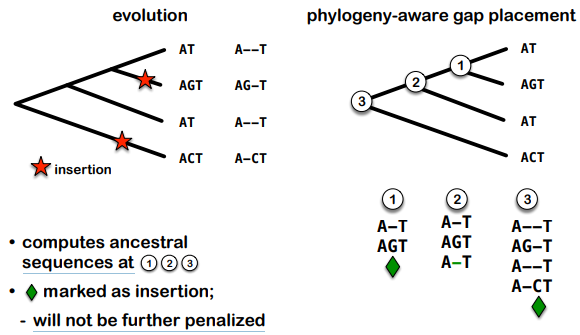 evolution
AT A--T
AGT AG-T
AT A--T
ACT A-CT
insertion
• computes ancestral
sequences at 1 2 3
• marked as insertion;
- will not be further penalized
phylogeny-aware gap placement
AT
1
AGT
2
3
AT
ACT
1 2 3
A-T
AGT
A-T
AGT
A-T
A--T
AG-T
A--T
A-CT